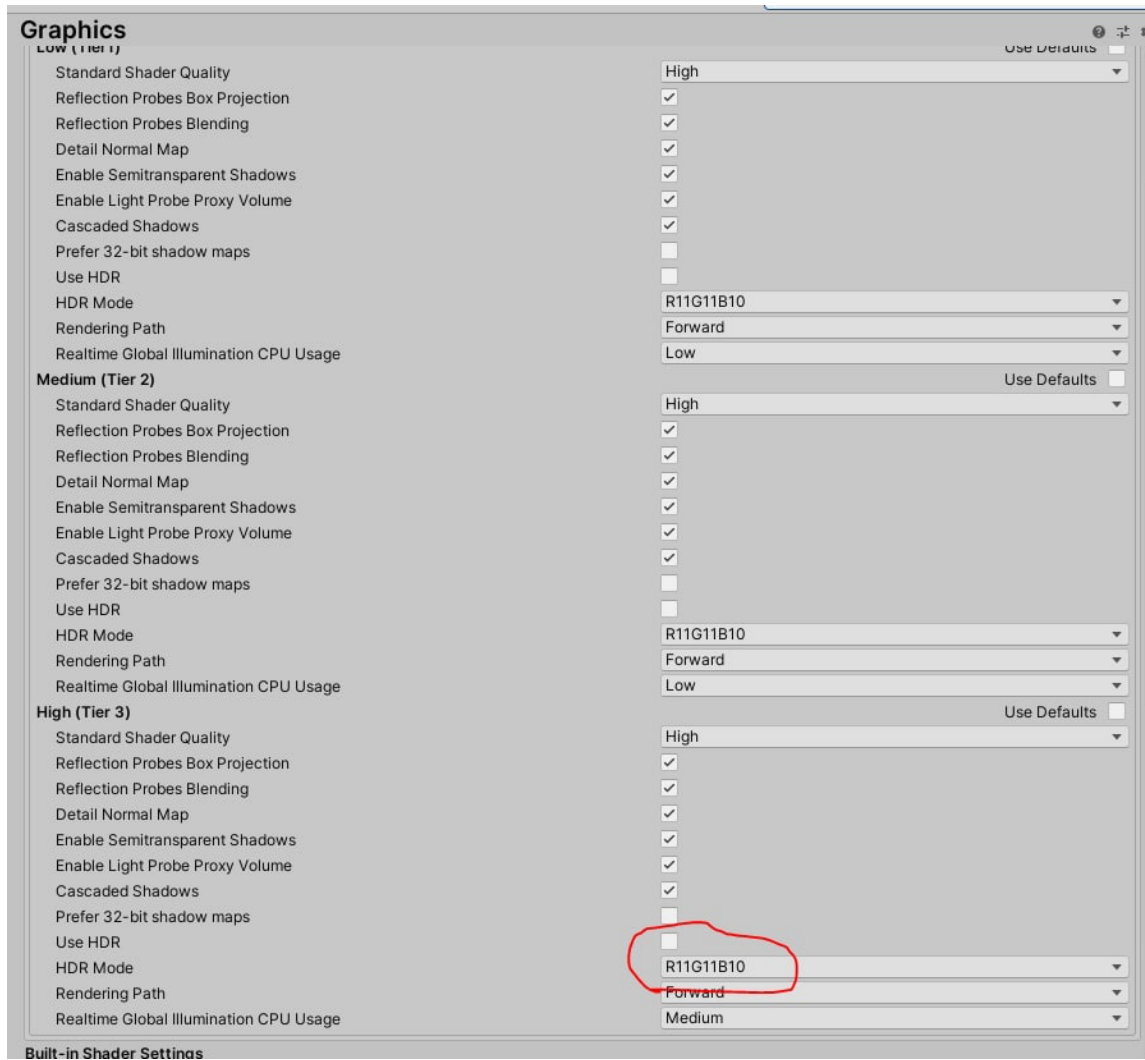 Graphics
Low (Tier 1) Use Defaults
Standard Shader Quality High
Reflection Probes Box Projection
Reflection Probes Blending
Detail Normal Map
Enable Semitransparent Shadows
Enable Light Probe Proxy Volume
Cascaded Shadows
Prefer 32-bit shadow maps
Use HDR
HDR Mode R11G11B10
Rendering Path Forward
Realtime Global Illumination CPU Usage Low
Medium (Tier 2) Use Defaults
Standard Shader Quality High
Reflection Probes Box Projection
Reflection Probes Blending
Detail Normal Map
Enable Semitransparent Shadows
Enable Light Probe Proxy Volume
Cascaded Shadows
Prefer 32-bit shadow maps
Use HDR
HDR Mode R11G11B10
Rendering Path Forward
Realtime Global Illumination CPU Usage Low
High (Tier 3) Use Defaults
Standard Shader Quality High
Reflection Probes Box Projection
Reflection Probes Blending
Detail Normal Map
Enable Semitransparent Shadows
Enable Light Probe Proxy Volume
Cascaded Shadows
Prefer 32-bit shadow maps
Use HDR
HDR Mode R11G11B10
Rendering Path Forward
Realtime Global Illumination CPU Usage Medium
Built-in Shader Settings